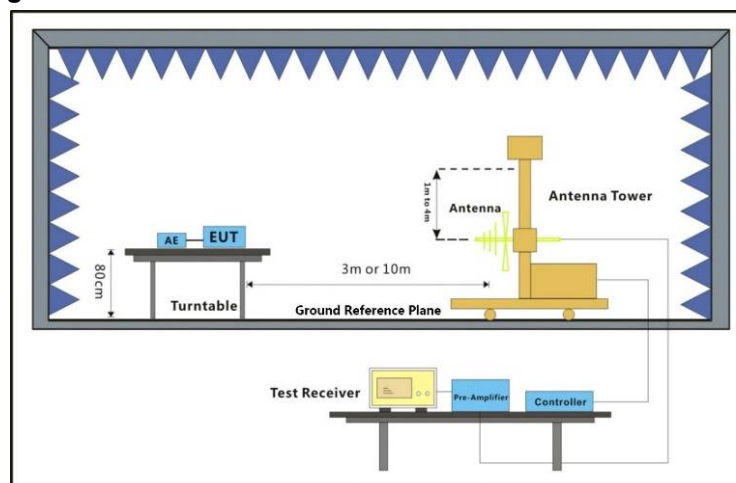 g
1m to 4m
Antenna
Antenna Tower
AE
EUT
80cm
3m or 10m
Turntable
Ground Reference Plane
Test Receiver
Pre-Amplifier
Controller